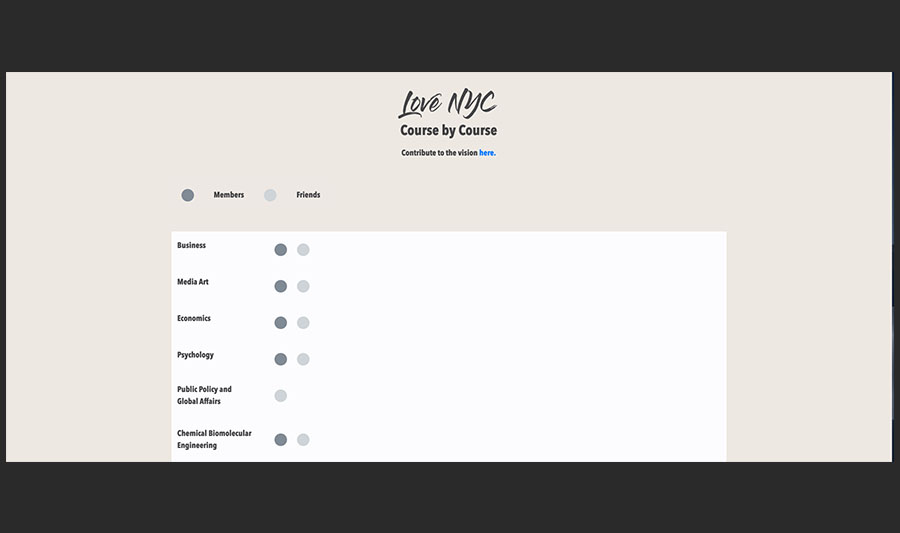 Love NYC
Course by Course
Contribute to the vision here.
Members Friends
Business
Media Art
Economics
Psychology
Public Policy and
Global Affairs
Chemical Biomolecular
Engineering